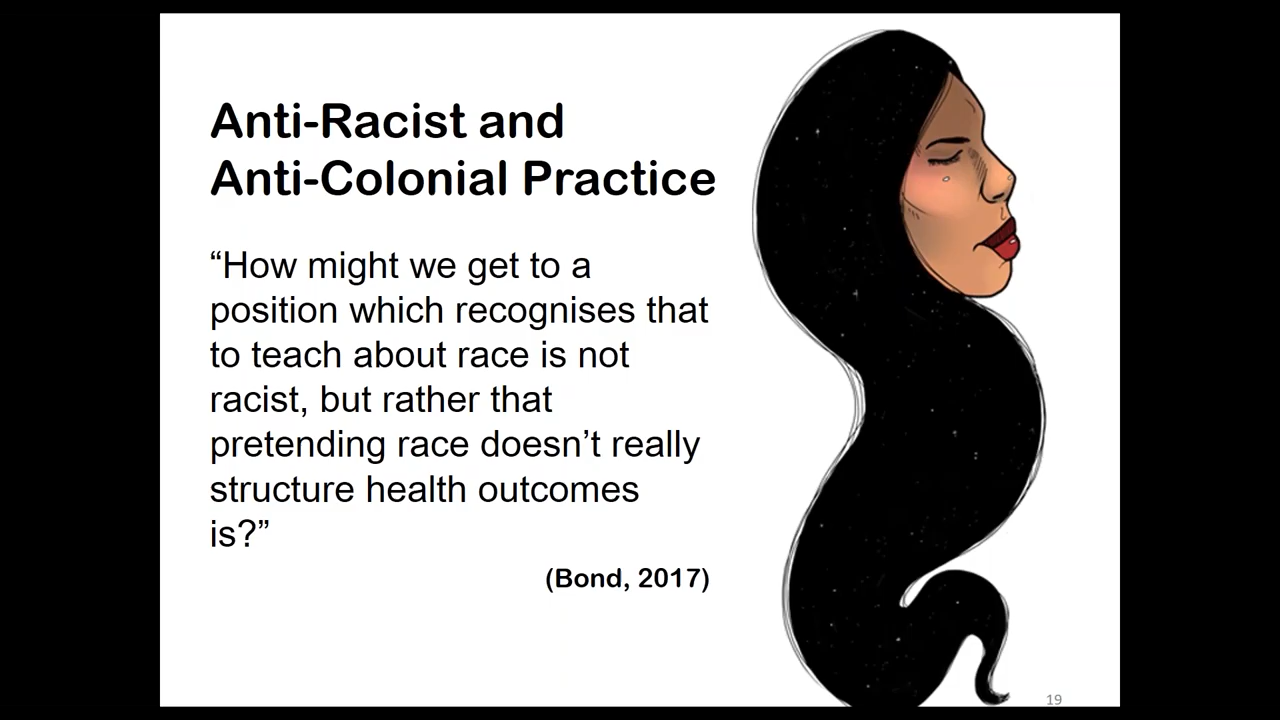 Anti-Racist and
Anti-Colonial Practice
“How might we get to a
position which recognises that
to teach about race is not
racist, but rather that
pretending race doesn’t really
structure health outcomes
is?”
(Bond, 2017)
19